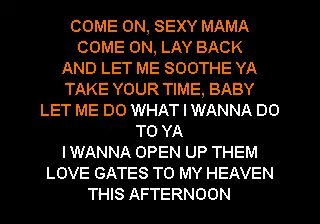 COME ON, SEXY MAMA
COME ON, LAY BACK
AND LET ME SOOTHE YA
TAKE YOUR TIME, BABY
LET ME DO WHAT I WANNA DO
TO YA
I WANNA OPEN UP THEM
LOVE GATES TO MY HEAVEN
THIS AFTERNOON